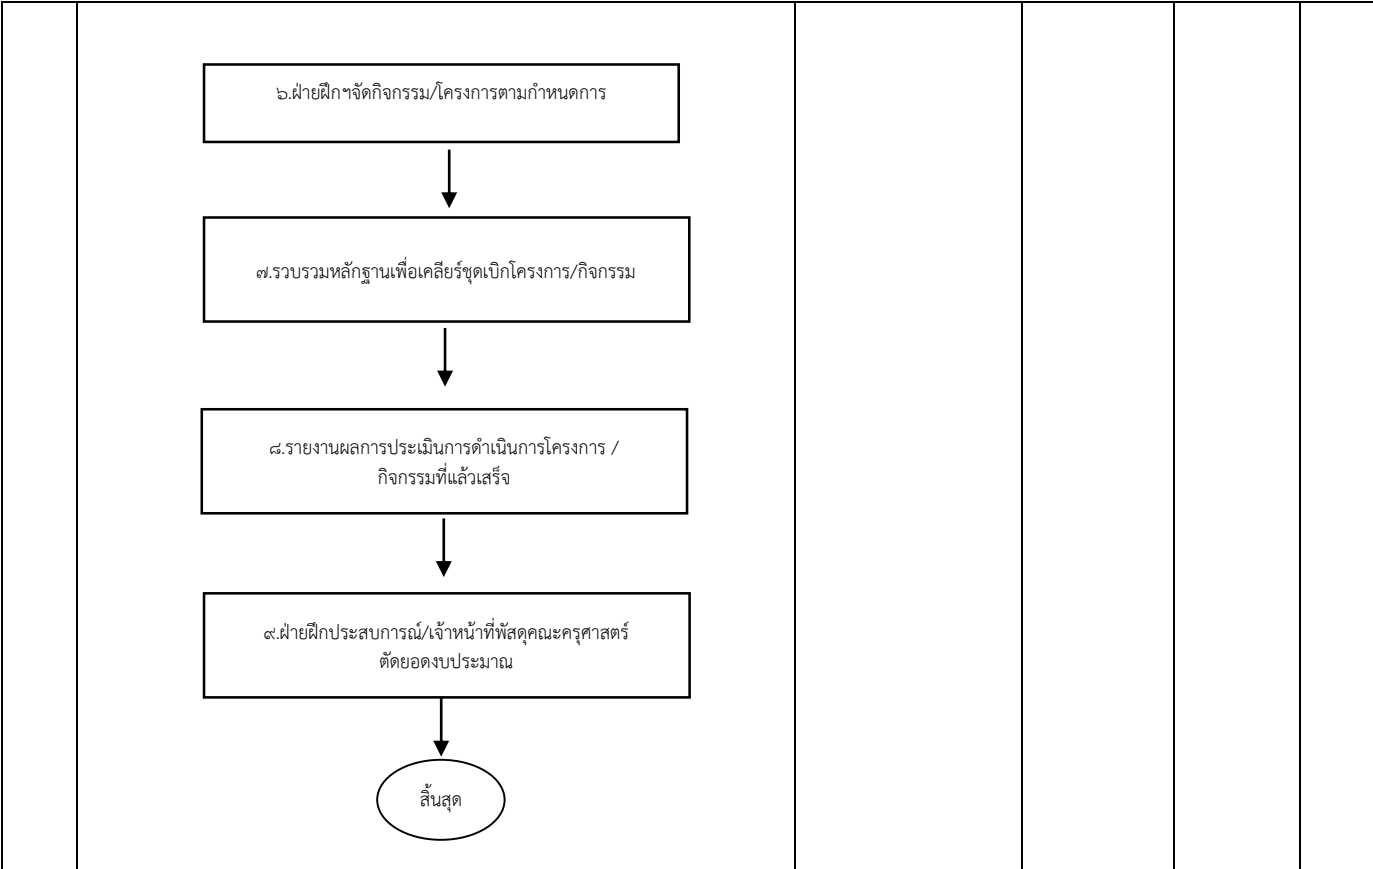 ๖.ฝ่ายฝึกฯจัดกิจกรรม/โครงการตามกำหนดการ
๗.รวบรวมหลักฐานเพื่อเคลียร์ชุดเบิกโครงการ/กิจกรรม
๘.รายงานผลการประเมินการดำเนินการโครงการ /
กิจกรรมที่แล้วเสร็จ
๙.ฝ่ายฝึกประสบการณ์/เจ้าหน้าที่พัสดุคณะครุศาสตร์
ตัดยอดงบประมาณ
สิ้นสุด